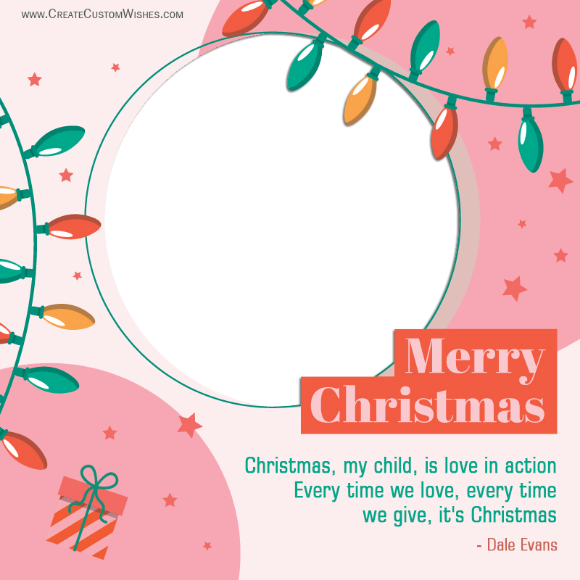 www.CreateCustomWishes.com
Merry
Christmas
Christmas, my child, is love in action
Every time we love, every time
we give, it's Christmas
- Dale Evans